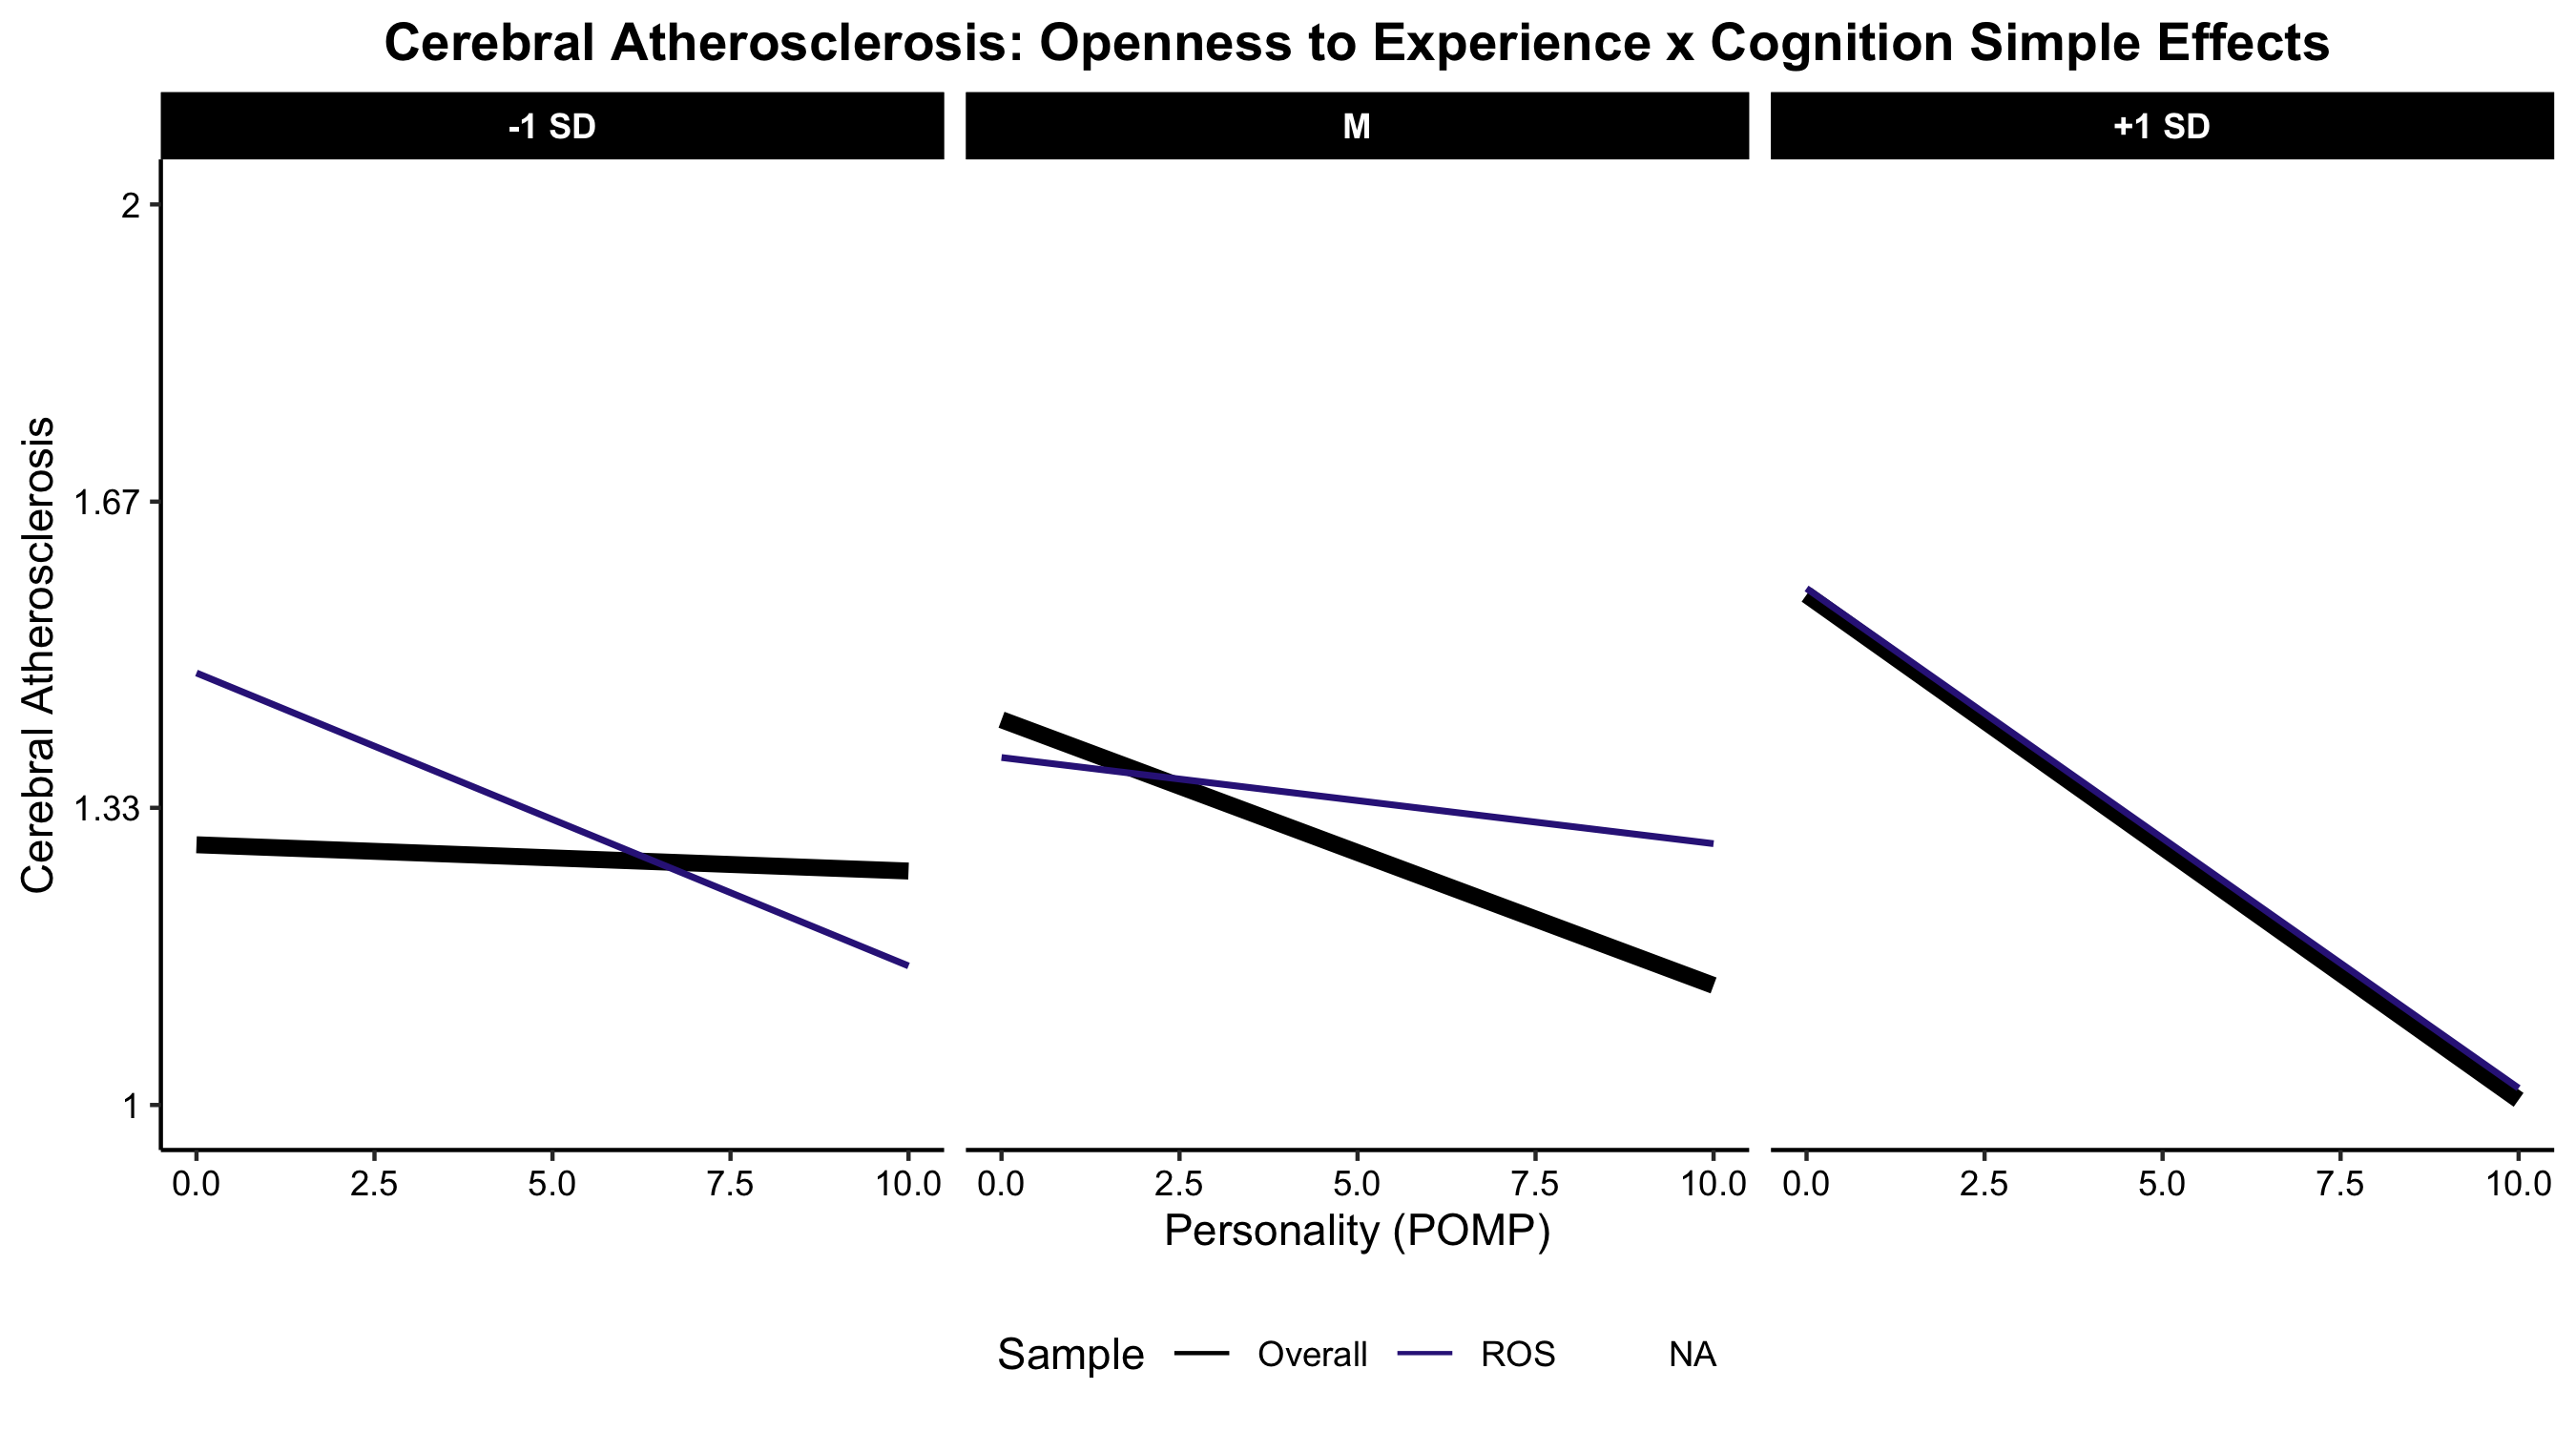 Cerebral Atherosclerosis: Openness to Experience x Cognition Simple Effects
-1 SD
M
+1 SD
Cerebral Atherosclerosis
2
1.67
1.33
1
0.0 2.5 5.0 7.5 10.0
0.0 2.5 5.0 7.5 10.0
0.0 2.5 5.0 7.5 10.0
Personality (POMP)
Sample Overall ROS NA